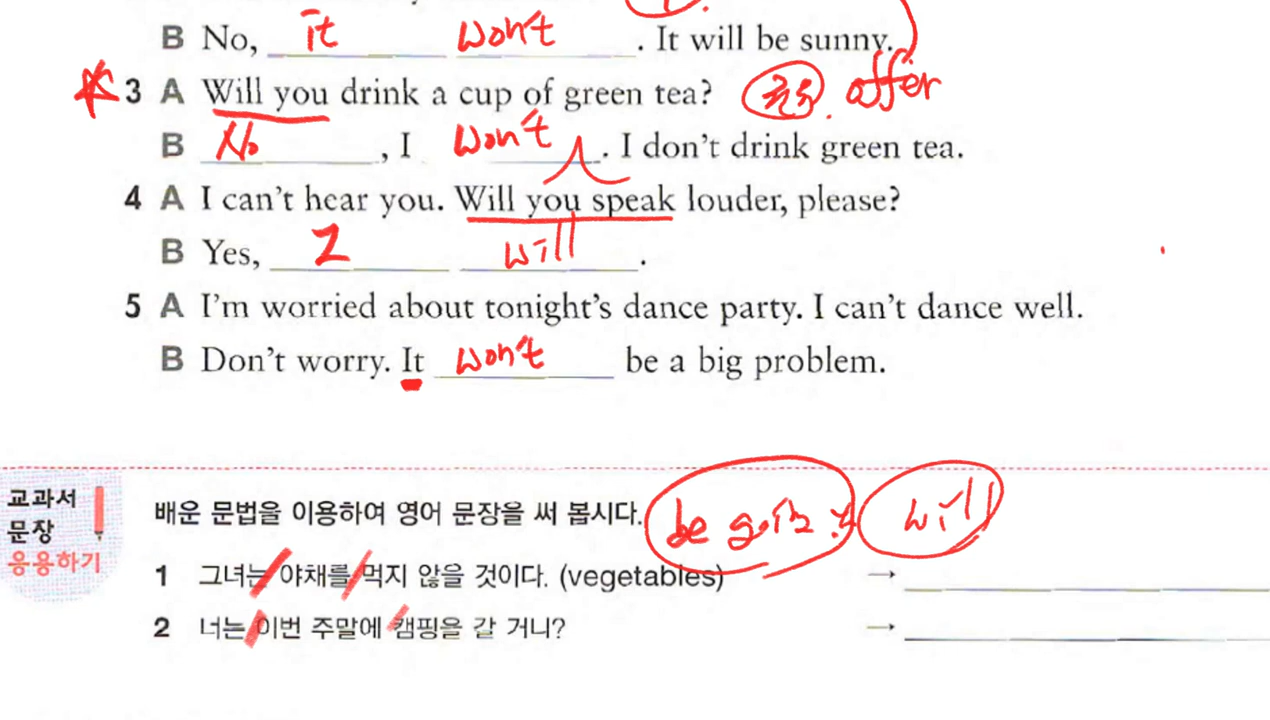 B No, it won't. It will be sunny.
3 A Will you drink a cup of green tea? offer
B No, I won't. I don't drink green tea.
4 A I can't hear you. Will you speak louder, please?
B Yes, I will.
5 A I'm worried about tonight's dance party. I can't dance well.
B Don't worry. It won't be a big problem.
교과서
문장
응용하기
배운 문법을 이용하여 영어 문장을 써 봅시다. be going to will
1 그녀는 야채를 먹지 않을 것이다. (vegetables) →
2 너는 이번 주말에 캠핑을 갈 거니? →